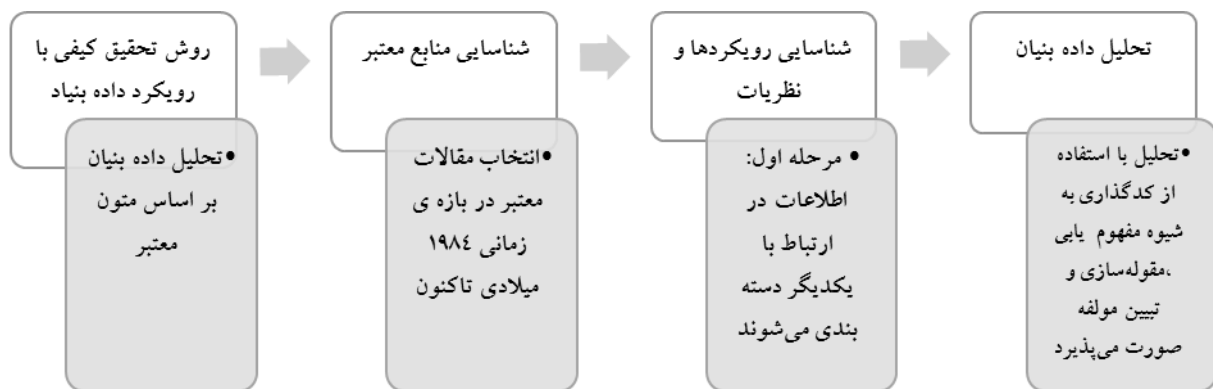 روش تحقیق کیفی با
رویکرد داده بنیاد
•تحلیل داده بنیان
بر اساس متون
معتبر
شناسایی منابع معتبر
•انتخاب مقالات
معتبر در بازه ی
زمانی ۱۹۸٤
میلادی تاکنون
شناسایی رویکردها و
نظریات
• مرحله اول:
اطلاعات در
ارتباط با
یکدیگر دسته
بندی می‌شوند
تحلیل داده بنیان
•تحلیل با استفاده
از کدگذاری به
شیوه مفهوم یابی
،مقوله‌سازی و
تبیین مولفه
صورت می‌پذیرد